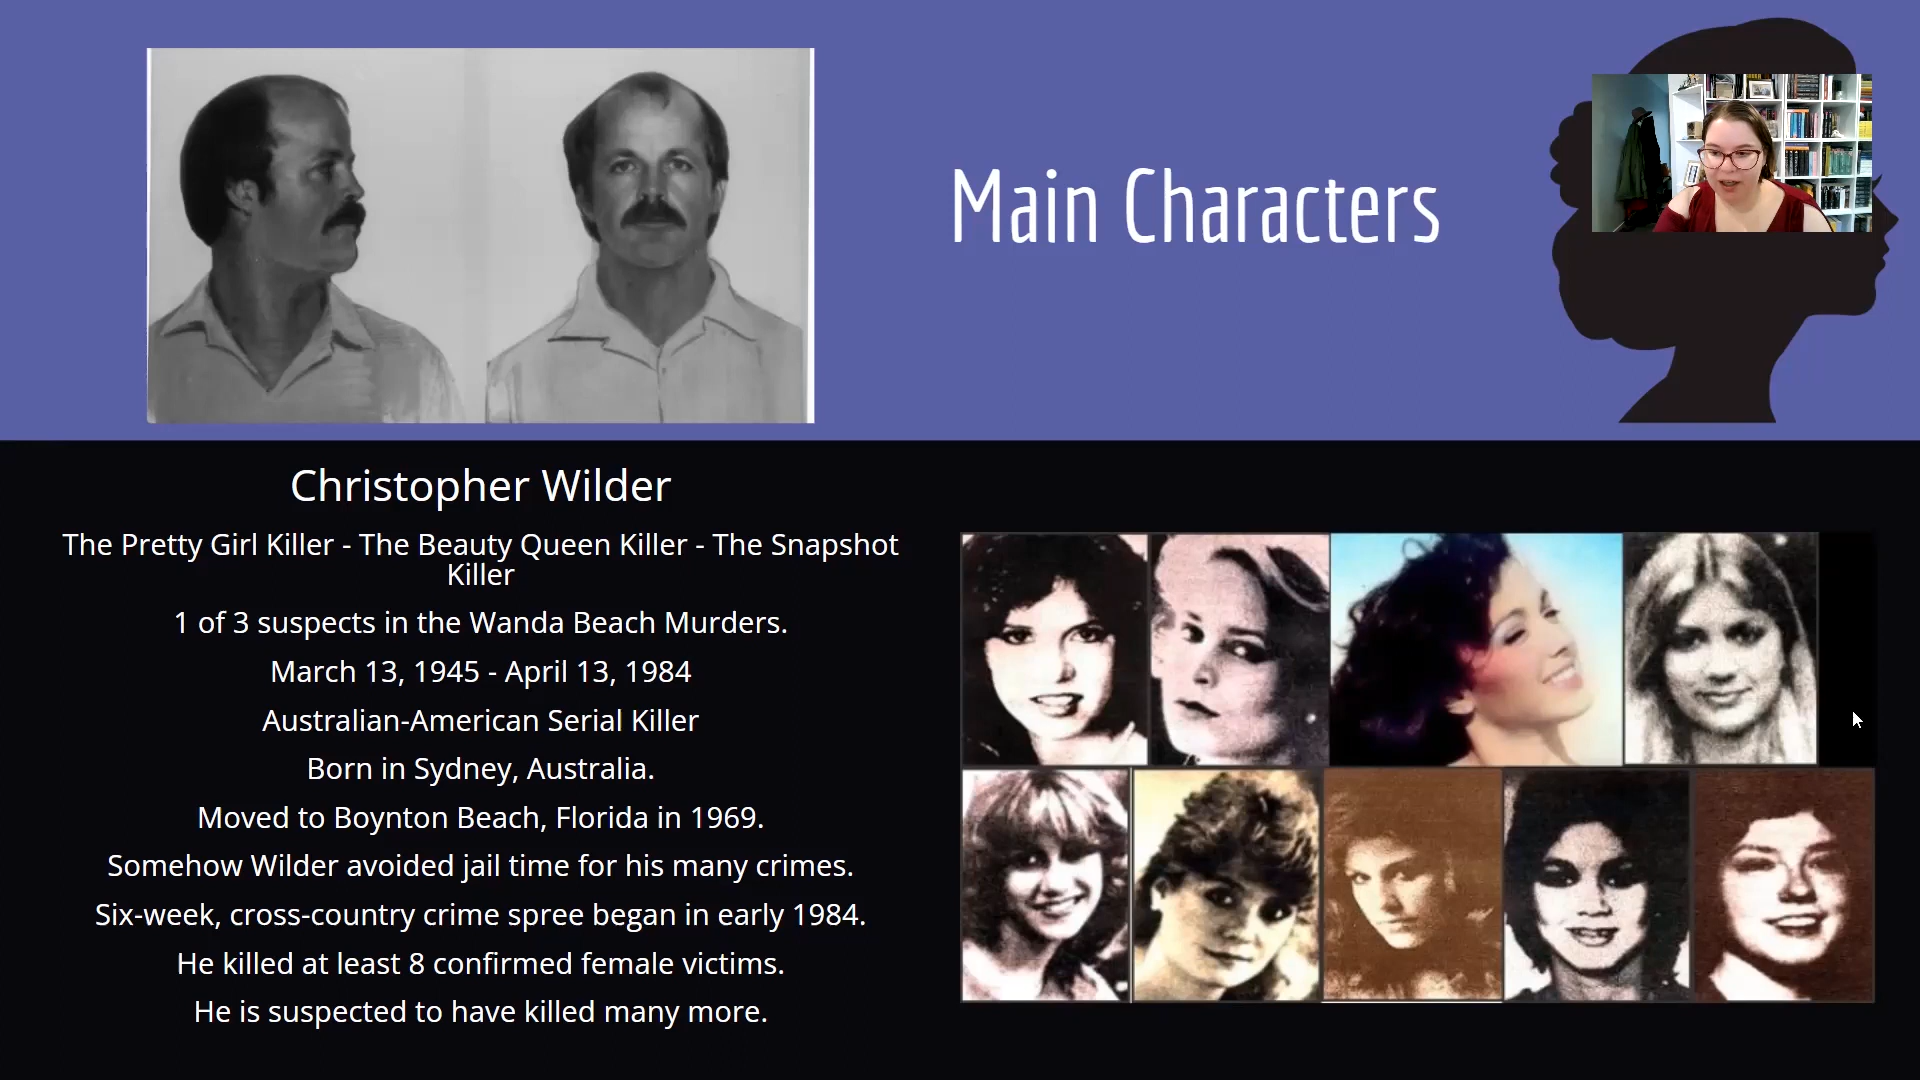 Main Characters
Christopher Wilder
The Pretty Girl Killer - The Beauty Queen Killer - The Snapshot
Killer
1 of 3 suspects in the Wanda Beach Murders.
March 13, 1945 - April 13, 1984
Australian-American Serial Killer
Born in Sydney, Australia.
Moved to Boynton Beach, Florida in 1969.
Somehow Wilder avoided jail time for his many crimes.
Six-week, cross-country crime spree began in early 1984.
He killed at least 8 confirmed female victims.
He is suspected to have killed many more.